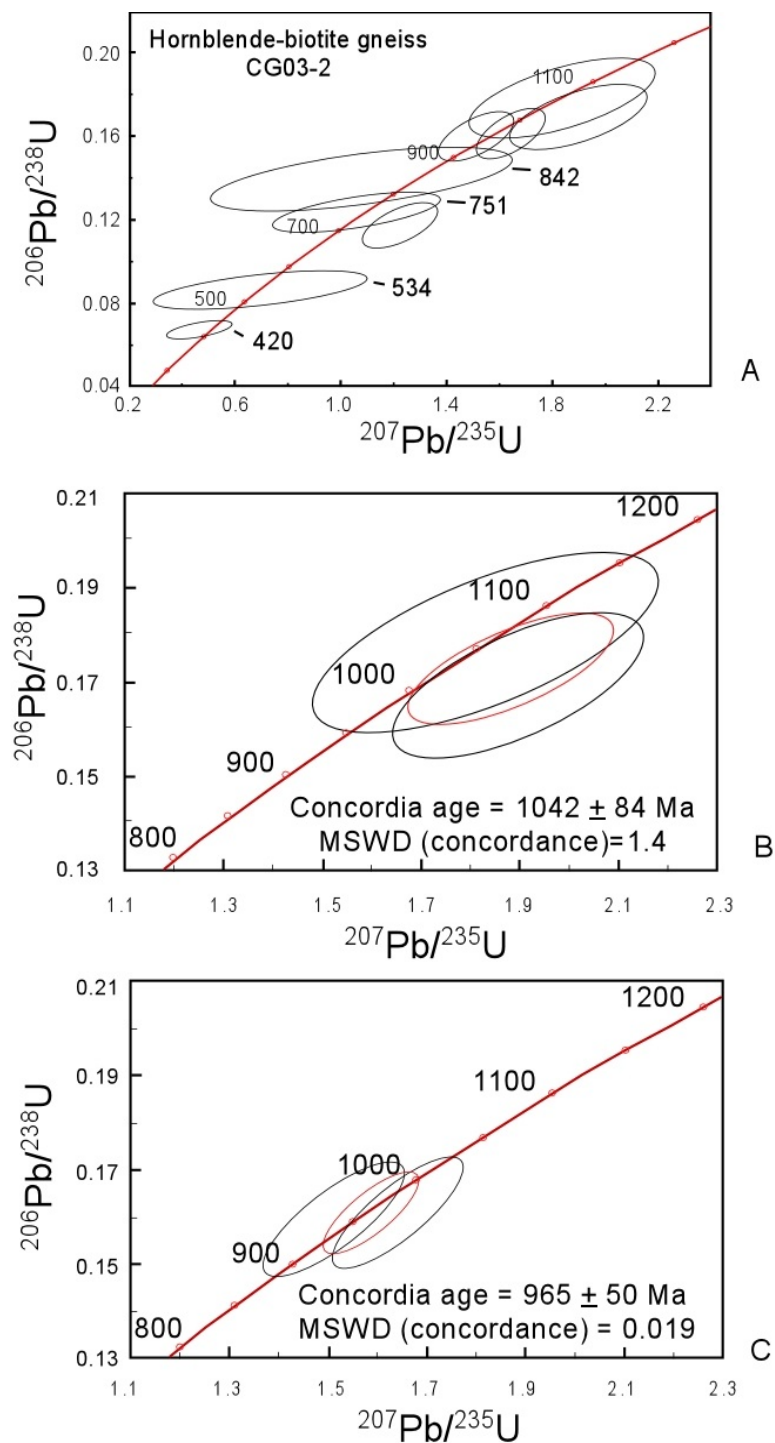 Hornblende-biotite gneiss
CG03-2
0.20
0.16
0.12
0.08
0.04
206Pb/238U
1100
900
842
751
700
534
500
420
0.2 0.6 1.0 1.4 1.8 2.2
207Pb/235U
A
0.21
0.19
0.17
0.15
0.13
206Pb/238U
1200
1100
1000
900
800
Concordia age = 1042 ± 84 Ma
MSWD (concordance)=1.4
1.1 1.3 1.5 1.7 1.9 2.1 2.3
207Pb/235U
B
0.21
0.19
0.17
0.15
0.13
206Pb/238U
1200
1100
1000
900
800
Concordia age = 965 ± 50 Ma
MSWD (concordance) = 0.019
1.1 1.3 1.5 1.7 1.9 2.1 2.3
207Pb/235U
C